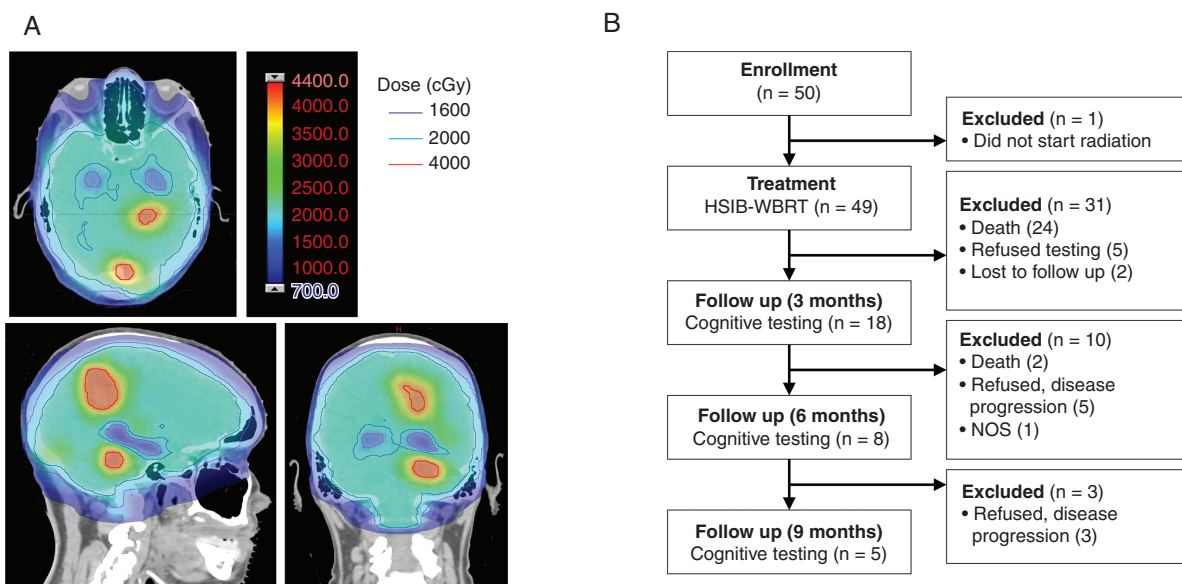 A
4400.0
4000.0
3500.0
3000.0
2500.0
2000.0
1500.0
1000.0
700.0
Dose (cGy)
1600
2000
4000
H
B
Enrollment
(n = 50)
Excluded (n = 1)
• Did not start radiation
Treatment
HSIB-WBRT (n = 49)
Excluded (n = 31)
• Death (24)
• Refused testing (5)
• Lost to follow up (2)
Follow up (3 months)
Cognitive testing (n = 18)
Excluded (n = 10)
• Death (2)
• Refused, disease
progression (5)
• NOS (1)
Follow up (6 months)
Cognitive testing (n = 8)
Excluded (n = 3)
• Refused, disease
progression (3)
Follow up (9 months)
Cognitive testing (n = 5)